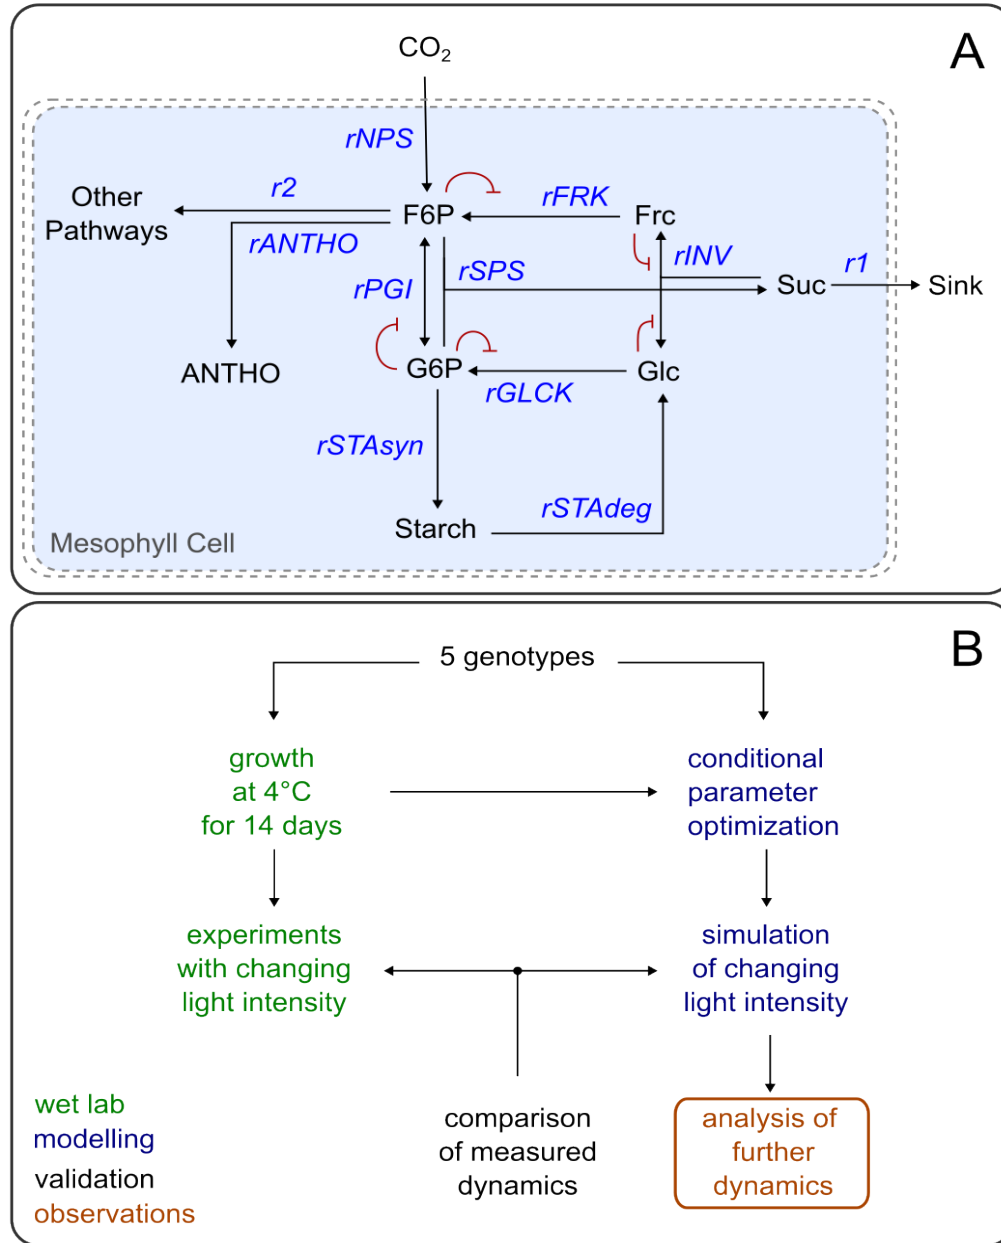 A
CO₂
rNPS
Other
Pathways
r2
F6P
rFRK
Frc
rANTHO
rSPS
rINV
r1
rPGI
Suc
Sink
ANTHO
G6P
rGLCK
Glc
rSTAsyn
rSTAdeg
Starch
Mesophyll Cell
B
5 genotypes
growth
at 4°C
for 14 days
conditional
parameter
optimization
experiments
with changing
light intensity
simulation
of changing
light intensity
comparison
of measured
dynamics
analysis of
further
dynamics
wet lab
modelling
validation
observations